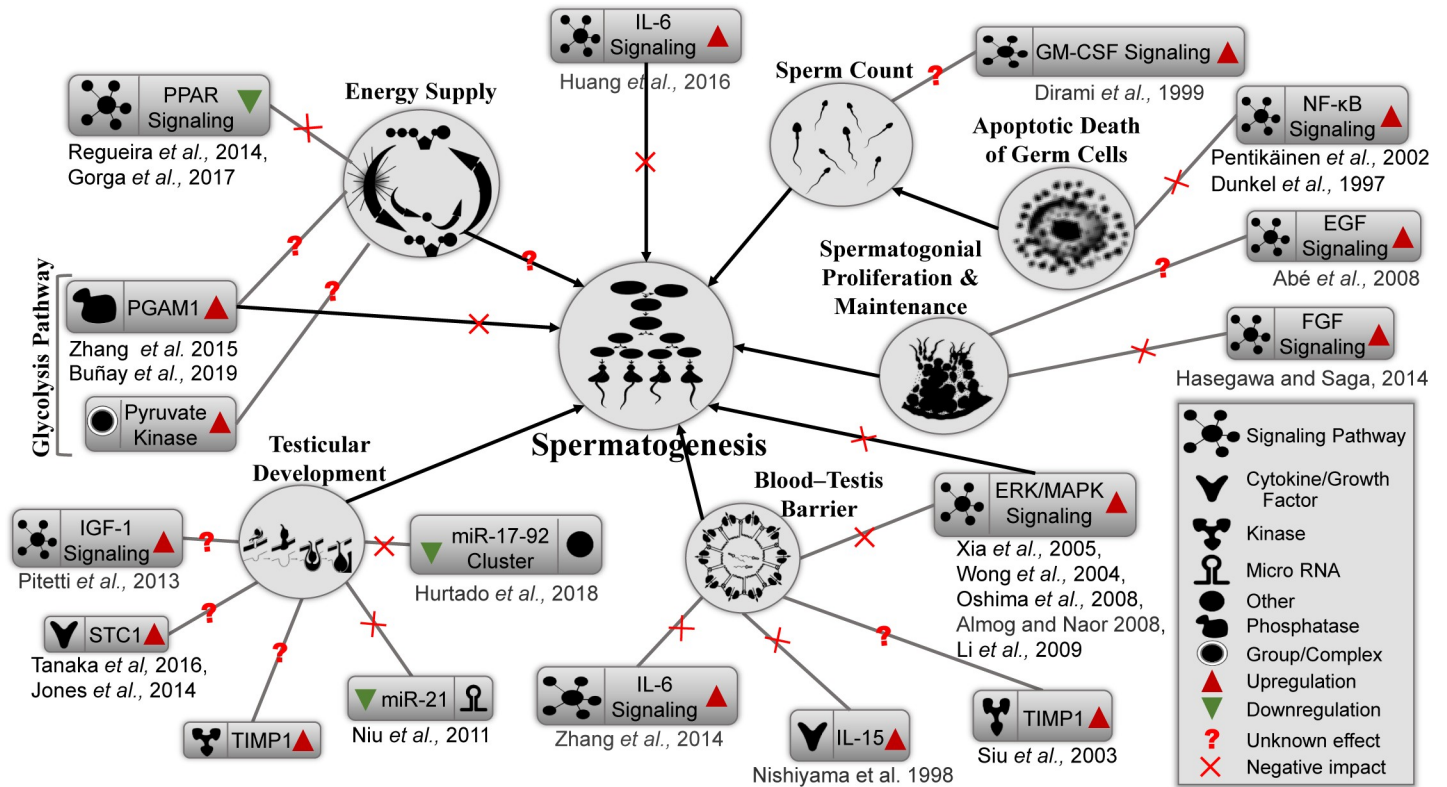 IL-6
Signaling
Huang et al., 2016
GM-CSF Signaling
?
Dirami et al., 1999
Sperm Count
Energy Supply
PPAR
Signaling
Regueira et al., 2014,
Gorga et al., 2017
NF-κB
Signaling
Pentikäinen et al., 2002
Dunkel et al., 1997
Apoptotic Death
of Germ Cells
EGF
Signaling
?
Abé et al., 2008
Spermatogonial
Proliferation &
Maintenance
FGF
Signaling
Hasegawa and Saga, 2014
?
?
?
Glycolysis Pathway
PGAM1
Zhang et al. 2015
Buñay et al., 2019
Pyruvate
Kinase
Spermatogenesis
Testicular
Development
IGF-1
Signaling
?
Pitetti et al., 2013
miR-17-92
Cluster
Hurtado et al., 2018
STC1
?
Tanaka et al, 2016,
Jones et al., 2014
?
TIMP1
miR-21
Niu et al., 2011
Blood–Testis
Barrier
ERK/MAPK
Signaling
Xia et al., 2005,
Wong et al., 2004,
Oshima et al., 2008,
Almog and Naor 2008,
Li et al., 2009
IL-6
Signaling
Zhang et al., 2014
IL-15
Nishiyama et al. 1998
?
TIMP1
Siu et al., 2003
Signaling Pathway
Cytokine/Growth
Factor
Kinase
Micro RNA
Other
Phosphatase
Group/Complex
Upregulation
Downregulation
? Unknown effect
Negative impact